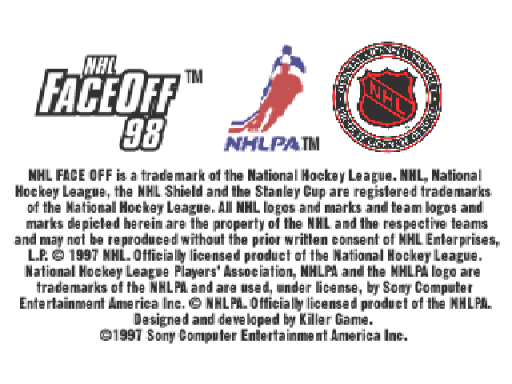 NHL
FACEOFF ™
98
NHLPA™
NHL
NHL FACE OFF is a trademark of the National Hockey League. NHL, National
Hockey League, the NHL Shield and the Stanley Cup are registered trademarks
of the National Hockey League. All NHL logos and marks and team logos and
marks depicted herein are the property of the NHL and the respective teams
and may not be reproduced without the prior written consent of NHL Enterprises,
L.P. © 1997 NHL. Officially licensed product of the National Hockey League.
National Hockey League Players' Association, NHLPA and the NHLPA logo are
trademarks of the NHLPA and are used, under license, by Sony Computer
Entertainment America Inc. © NHLPA. Officially licensed product of the NHLPA.
Designed and developed by Killer Game.
©1997 Sony Computer Entertainment America Inc.